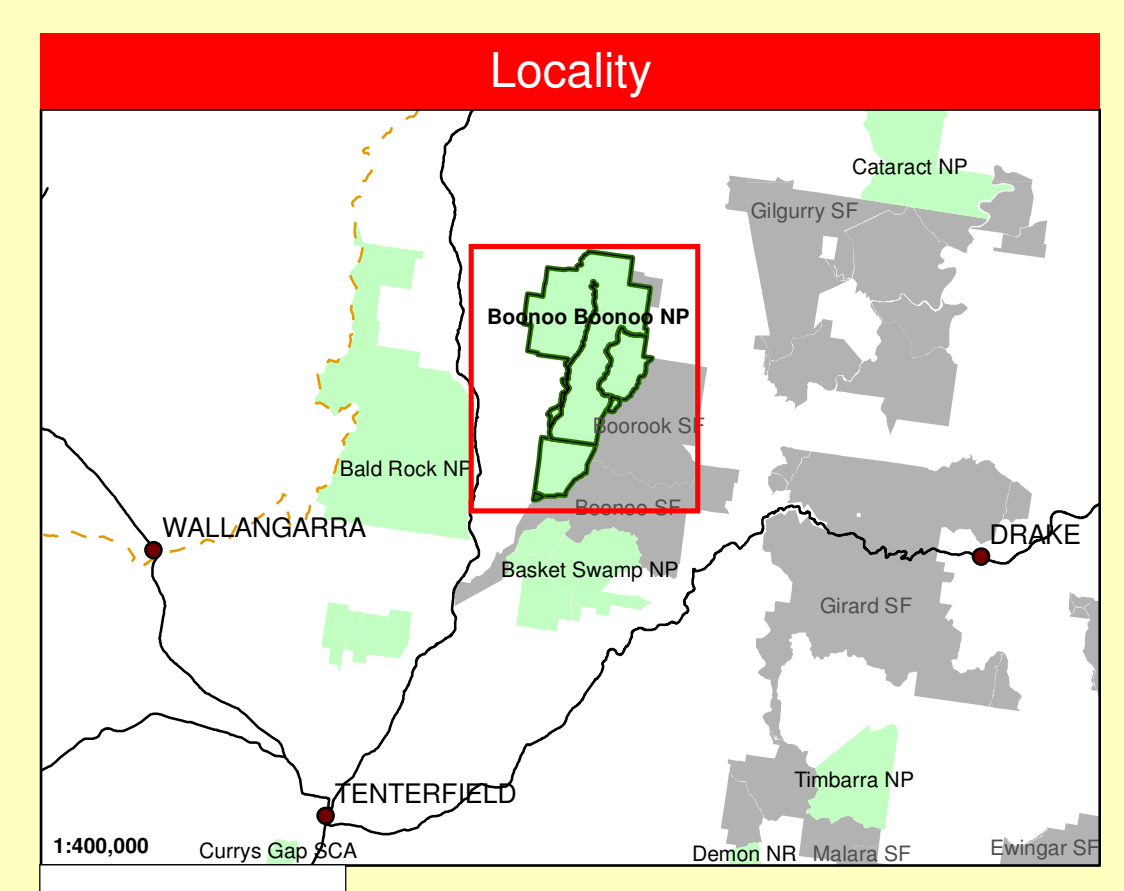 Locality
Cataract NP
Gilgurry SF
Boonoo Boonoo NP
Boorook SF
Bald Rock NP
Boonoo SF
WALLANGARRA
DRAKE
Basket Swamp NP
Girard SF
Timbarra NP
TENTERFIELD
1:400,000
Currys Gap SCA
Demon NR
Malara SF
Ewingar SF